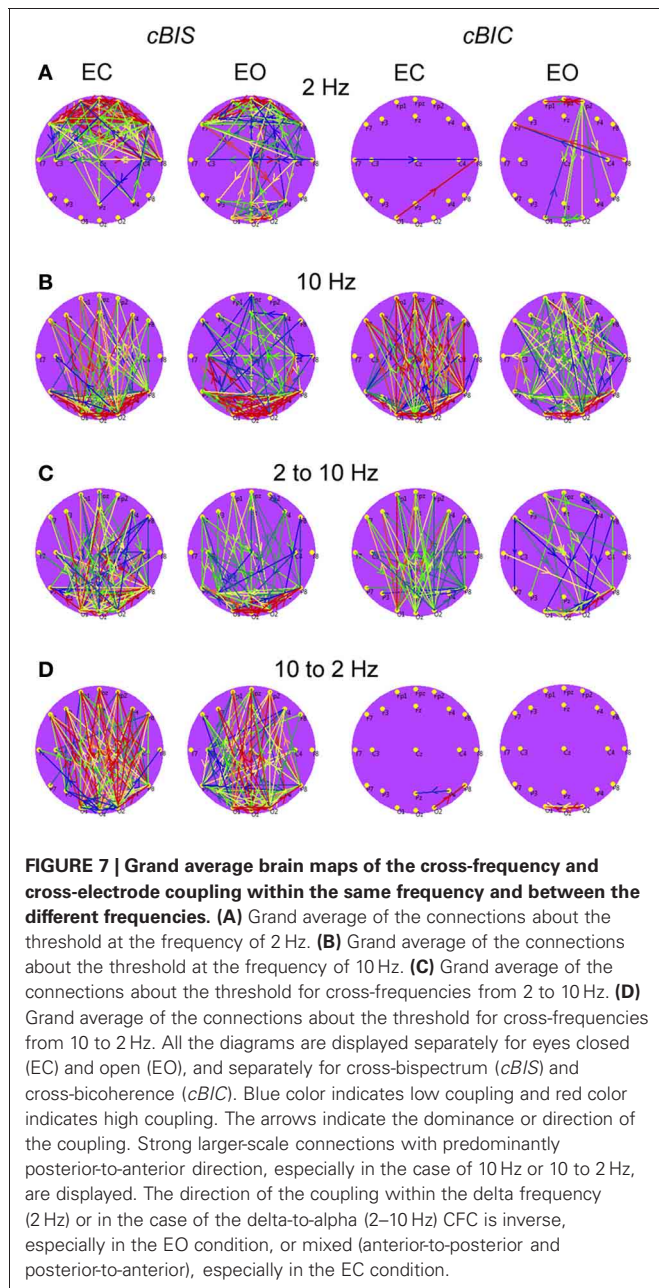 cBIS cBIC
EC EO EC EO
A 2 Hz
B 10 Hz
C 2 to 10 Hz
D 10 to 2 Hz
FIGURE 7 | Grand average brain maps of the cross-frequency and
cross-electrode coupling within the same frequency and between the
different frequencies. (A) Grand average of the connections about the
threshold at the frequency of 2 Hz. (B) Grand average of the connections
about the threshold at the frequency of 10 Hz. (C) Grand average of the
connections about the threshold for cross-frequencies from 2 to 10 Hz. (D)
Grand average of the connections about the threshold for cross-frequencies
from 10 to 2 Hz. All the diagrams are displayed separately for eyes closed
(EC) and open (EO), and separately for cross-bispectrum (cBIS) and
cross-bicoherence (cBIC). Blue color indicates low coupling and red color
indicates high coupling. The arrows indicate the dominance or direction of
the coupling. Strong larger-scale connections with predominantly
posterior-to-anterior direction, especially in the case of 10 Hz or 10 to 2 Hz,
are displayed. The direction of the coupling within the delta frequency
(2 Hz) or in the case of the delta-to-alpha (2–10 Hz) CFC is inverse,
especially in the EO condition, or mixed (anterior-to-posterior and
posterior-to-anterior), especially in the EC condition.